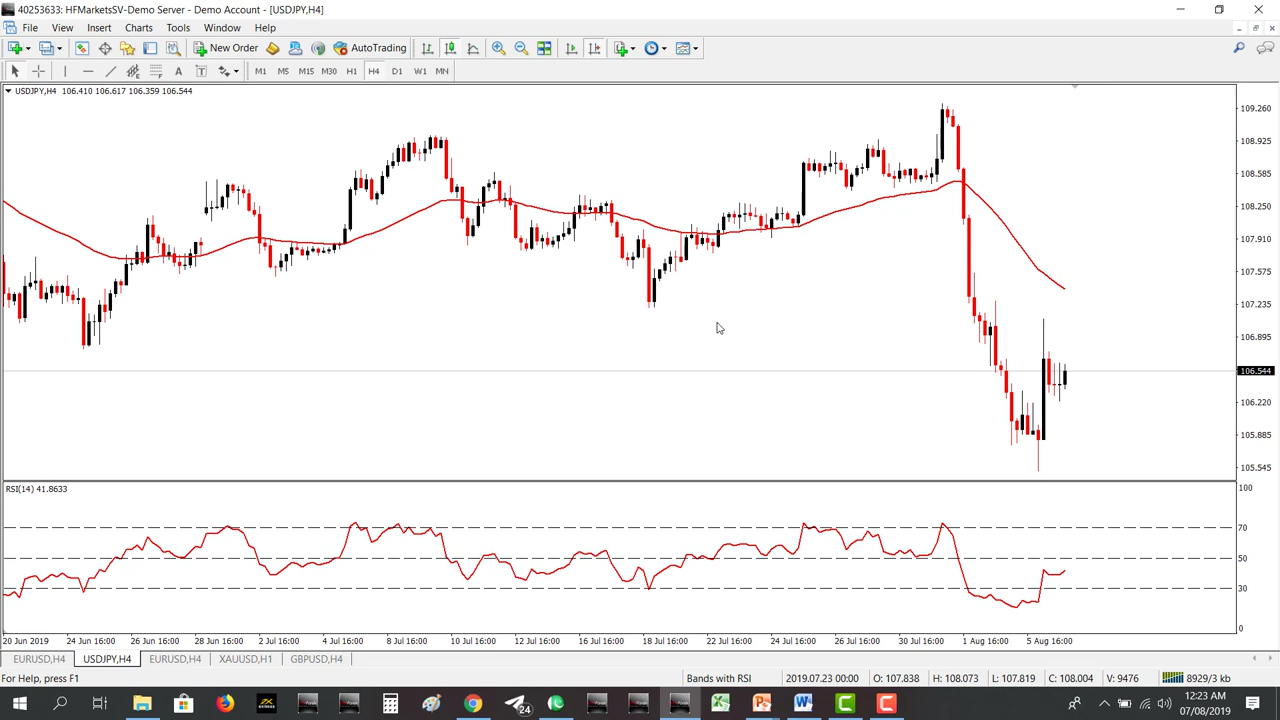 40253633: HFMarketsSV-Demo Server - Demo Account - [USDJPY,H4]
File View Insert Charts Tools Window Help
New Order AutoTrading
A T M1 M5 M15 M30 H1 H4 D1 W1 MN
USDJPY,H4 106.410 106.617 106.359 106.544
109.260
108.925
108.585
108.250
107.910
107.575
107.235
106.895
106.544
106.220
105.885
105.545
RSI(14) 41.8633
100
70
50
30
0
20 Jun 2019 24 Jun 16:00 26 Jun 16:00 28 Jun 16:00 2 Jul 16:00 4 Jul 16:00 8 Jul 16:00 10 Jul 16:00 12 Jul 16:00 16 Jul 16:00 18 Jul 16:00 22 Jul 16:00 24 Jul 16:00 26 Jul 16:00 30 Jul 16:00 1 Aug 16:00 5 Aug 16:00
EURUSD,H4 USDJPY,H4 EURUSD,H4 XAUUSD,H1 GBPUSD,H4
For Help, press F1 Bands with RSI 2019.07.23 00:00 O: 107.838 H: 108.073 L: 107.819 C: 108.004 V: 9476 8929/3 kb
24
12:23 AM
07/08/2019